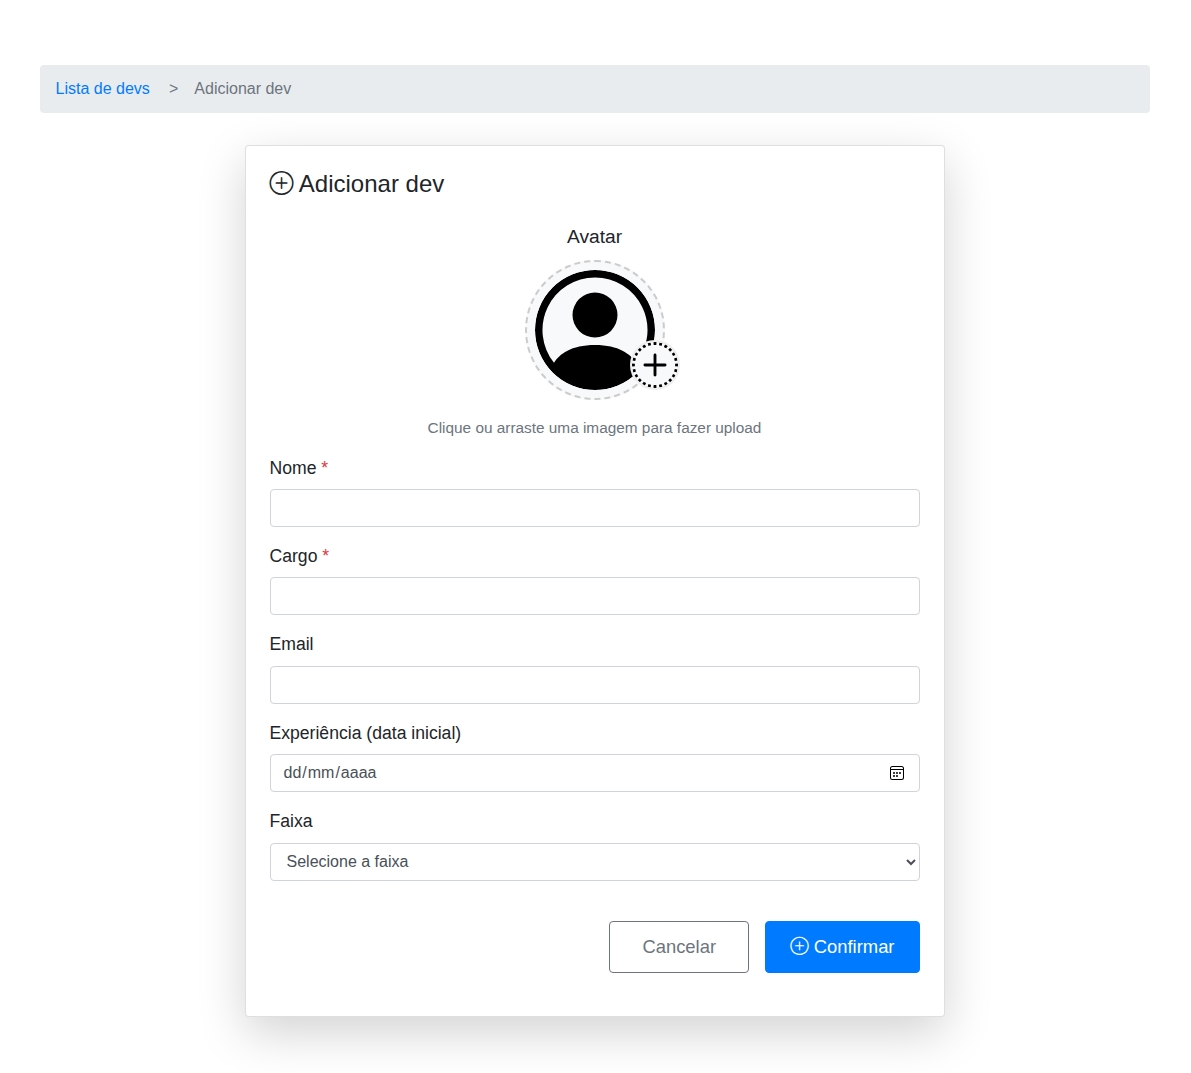 Lista de devs > Adicionar dev
Adicionar dev
Avatar
Clique ou arraste uma imagem para fazer upload
Nome *
Cargo *
Email
Experiência (data inicial)
dd/mm/aaaa
Faixa
Selecione a faixa
Cancelar Confirmar